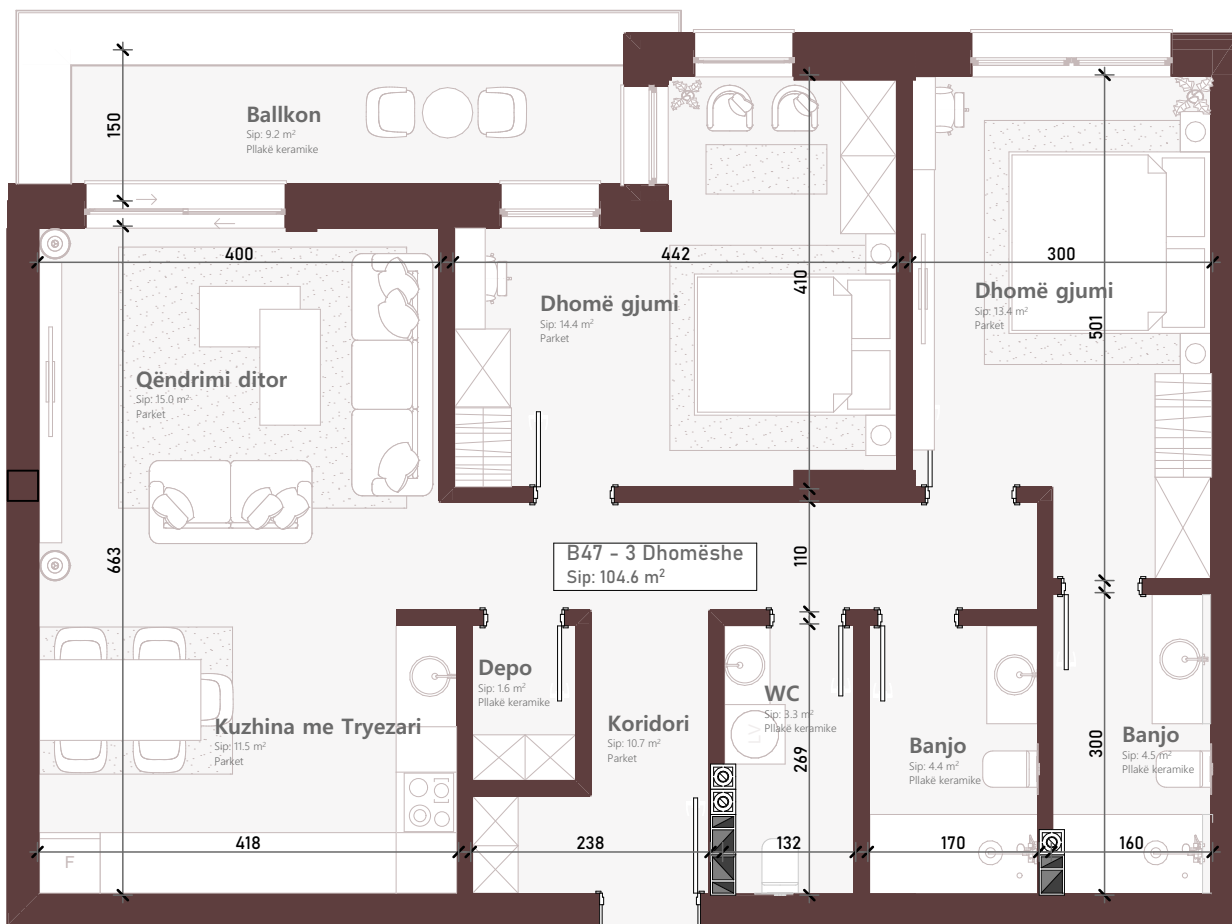 Ballkon
Sip: 9.2 m²
Pllakë keramike
150
400
442
300
410
Dhomë gjumi
Sip: 14.4 m²
Parket
Dhomë gjumi
Sip: 13.4 m²
Parket
501
Qëndrimi ditor
Sip: 15.0 m²
Parket
663
B47 - 3 Dhomëshe
Sip: 104.6 m²
110
Depo
Sip: 1.6 m²
Pllakë keramike
Koridori
Sip: 10.7 m²
Parket
WC
Sip: 3.3 m²
Pllakë keramike
LV
269
Kuzhina me Tryezari
Sip: 11.5 m²
Parket
Banjo
Sip: 4.4 m²
Pllakë keramike
Banjo
Sip: 4.5 m²
Pllakë keramike
300
418
238
132
170
160
F